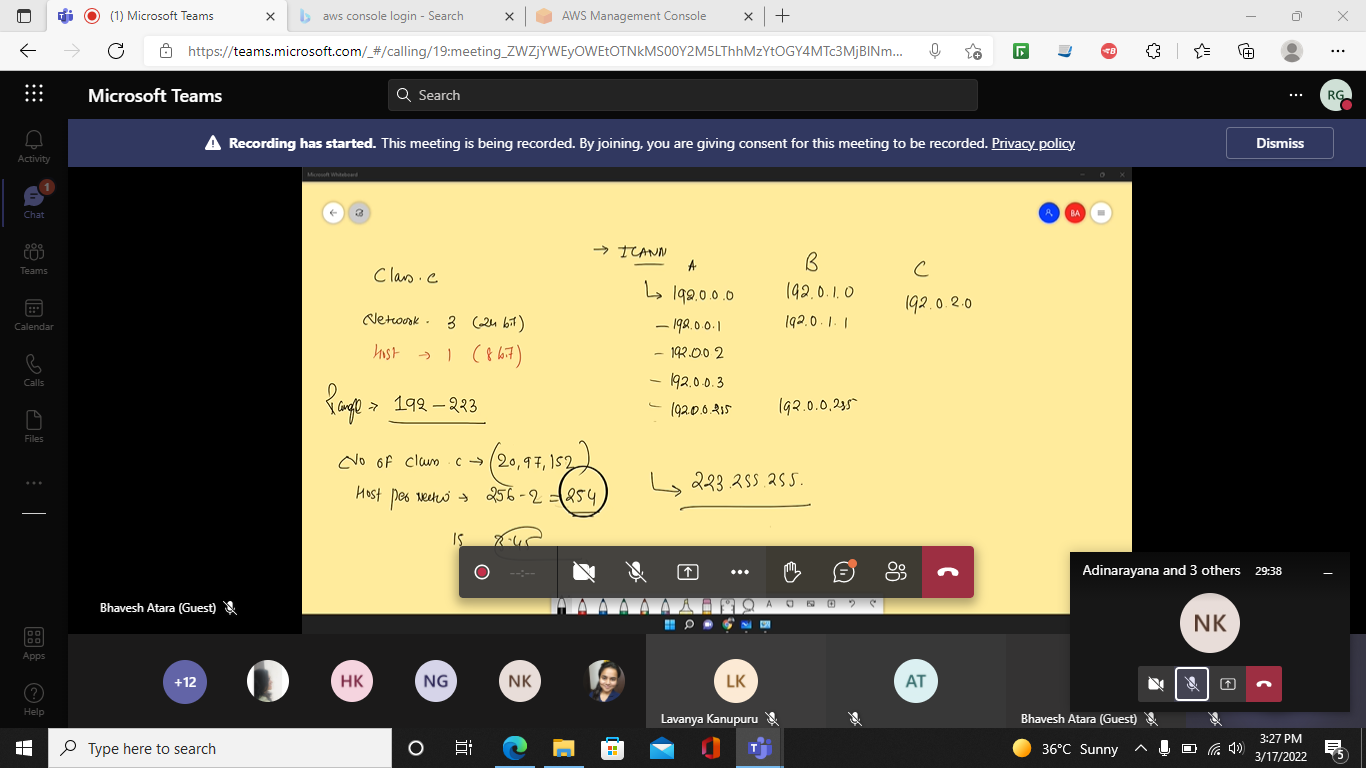 (1) Microsoft Teams
aws console login - Search
AWS Management Console
https://teams.microsoft.com/_#/calling/19:meeting_ZWZjYWEyOWEtOTNkMS00Y2M5LThhMzYtOGY4MTc3MjBlNm...
Microsoft Teams
Search
RG
Recording has started. This meeting is being recorded. By joining, you are giving consent for this meeting to be recorded. Privacy policy
Dismiss
Activity
1
Chat
Teams
Calendar
Calls
Files
Apps
Help
Microsoft Whiteboard
BA
→ ICANN
A
B
C
Class.C
192.0.0.0
192.0.1.0
192.0.2.0
Network. 3 (24 bit)
192.0.0.1
192.0.1.1
Host → 1 (8 bit)
192.0.0.2
192.0.0.3
Range → 192 – 223
192.0.0.255
192.0.0.255
No of class.c → (20,97,152)
223.255.255.
Host per → 256 - 2 = 254
--:--
Bhavesh Atara (Guest)
Adinarayana and 3 others
29:38
NK
+12
HK
NG
NK
LK
AT
Lavanya Kanupuru
Bhavesh Atara (Guest)
Type here to search
36°C Sunny
3:27 PM
3/17/2022
5